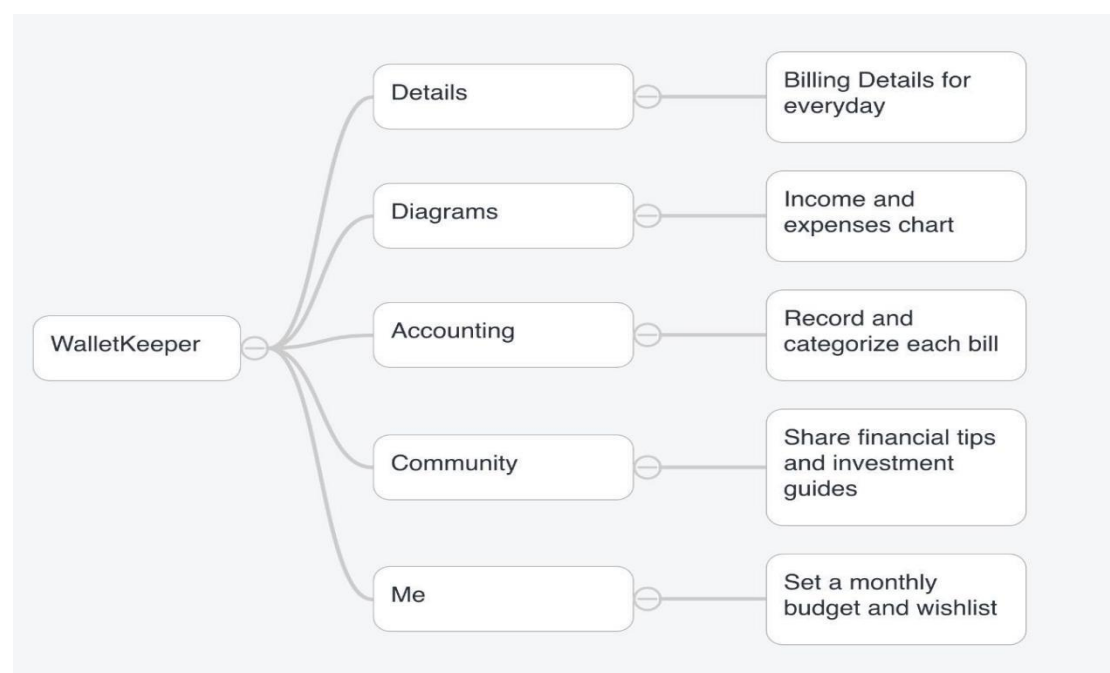 WalletKeeper
Details
Billing Details for
everyday
Diagrams
Income and
expenses chart
Accounting
Record and
categorize each bill
Community
Share financial tips
and investment
guides
Me
Set a monthly
budget and wishlist